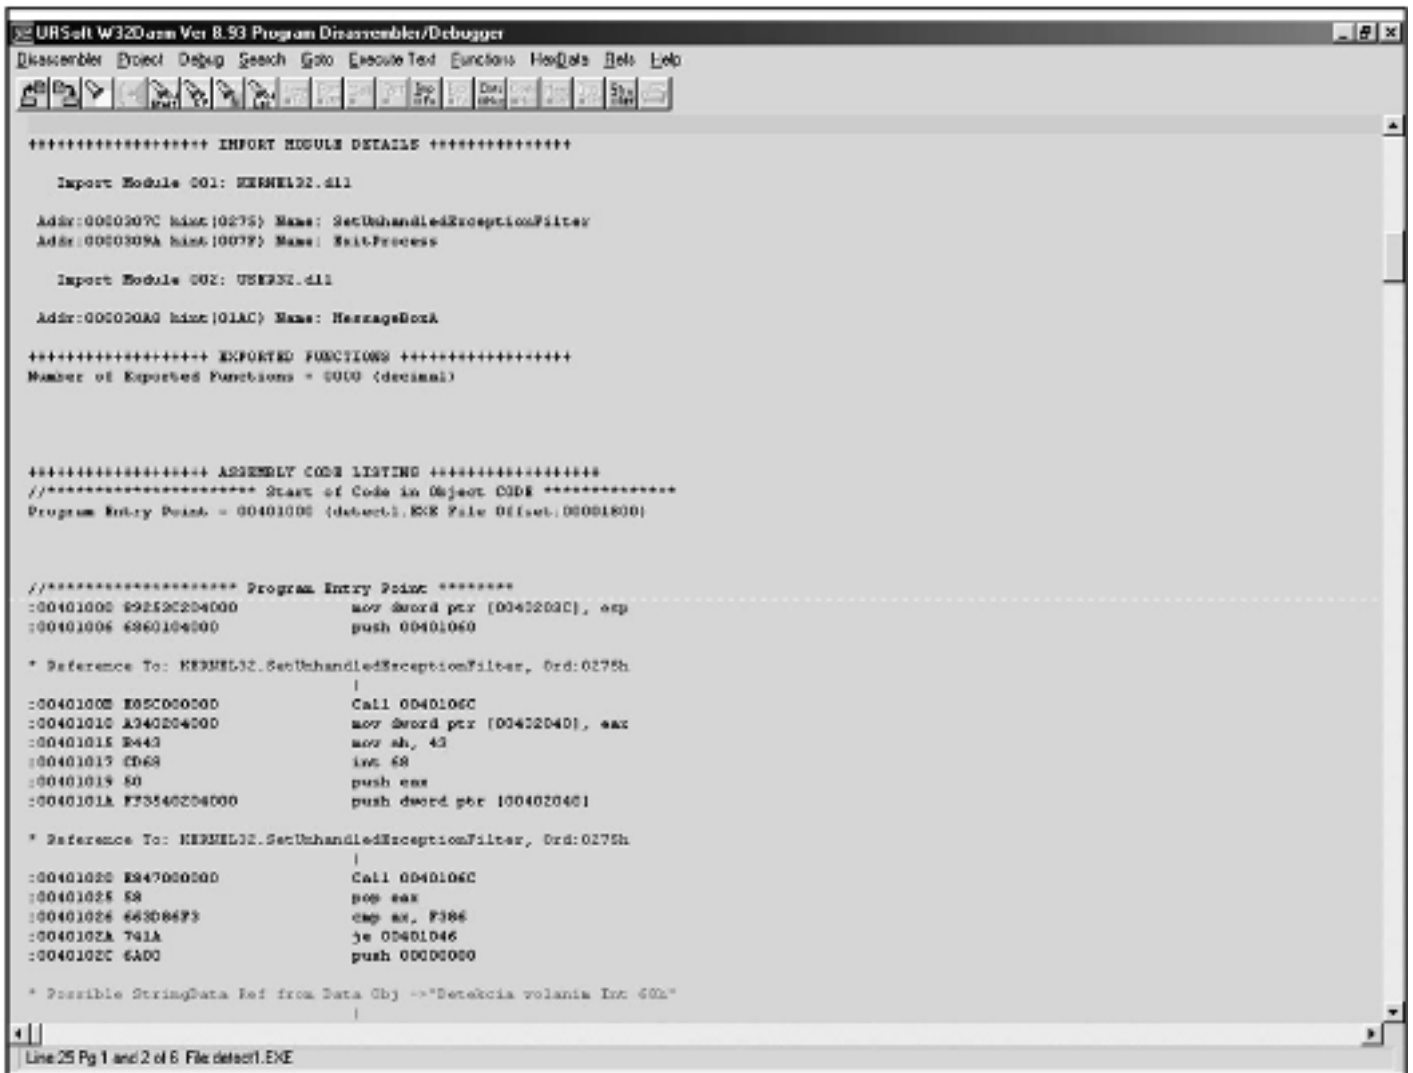 URSoft W32Dasm Ver 8.93 Program Disassembler/Debugger
Disassembler Project Debug Search Goto Execute Text Functions HexData Refs Help
++++++++++++++++++ IMPORT MODULE DETAILS +++++++++++++++
Import Module 001: KERNEL32.dll
Addr:0000307C hint(0275) Name: SetUnhandledExceptionFilter
Addr:0000309A hint(007F) Name: ExitProcess
Import Module 002: USER32.dll
Addr:000030A8 hint(01AC) Name: MessageBoxA
++++++++++++++++++ EXPORTED FUNCTIONS ++++++++++++++++++
Number of Exported Functions = 0000 (decimal)
++++++++++++++++++ ASSEMBLY CODE LISTING ++++++++++++++++++
//********************** Start of Code in Object CODE **************
Program Entry Point = 00401000 (detect1.EXE File Offset:00001800)
//******************** Program Entry Point ********
:00401000 89253C204000 mov dword ptr [0040203C], esp
:00401006 6860104000 push 00401060
* Reference To: KERNEL32.SetUnhandledExceptionFilter, Ord:0275h
|
:0040100B E85C000000 Call 0040106C
:00401010 A340204000 mov dword ptr [00402040], eax
:00401015 B443 mov ah, 43
:00401017 CD68 int 68
:00401019 50 push eax
:0040101A FF3540204000 push dword ptr [00402040]
* Reference To: KERNEL32.SetUnhandledExceptionFilter, Ord:0275h
|
:00401020 E847000000 Call 0040106C
:00401025 58 pop eax
:00401026 663D86F3 cmp ax, F386
:0040102A 741A je 00401046
:0040102C 6A00 push 00000000
* Possible StringData Ref from Data Obj ->"Detekcia volanim Int 68h"
|
Line:25 Pg 1 and 2 of 6 File:detect1.EXE